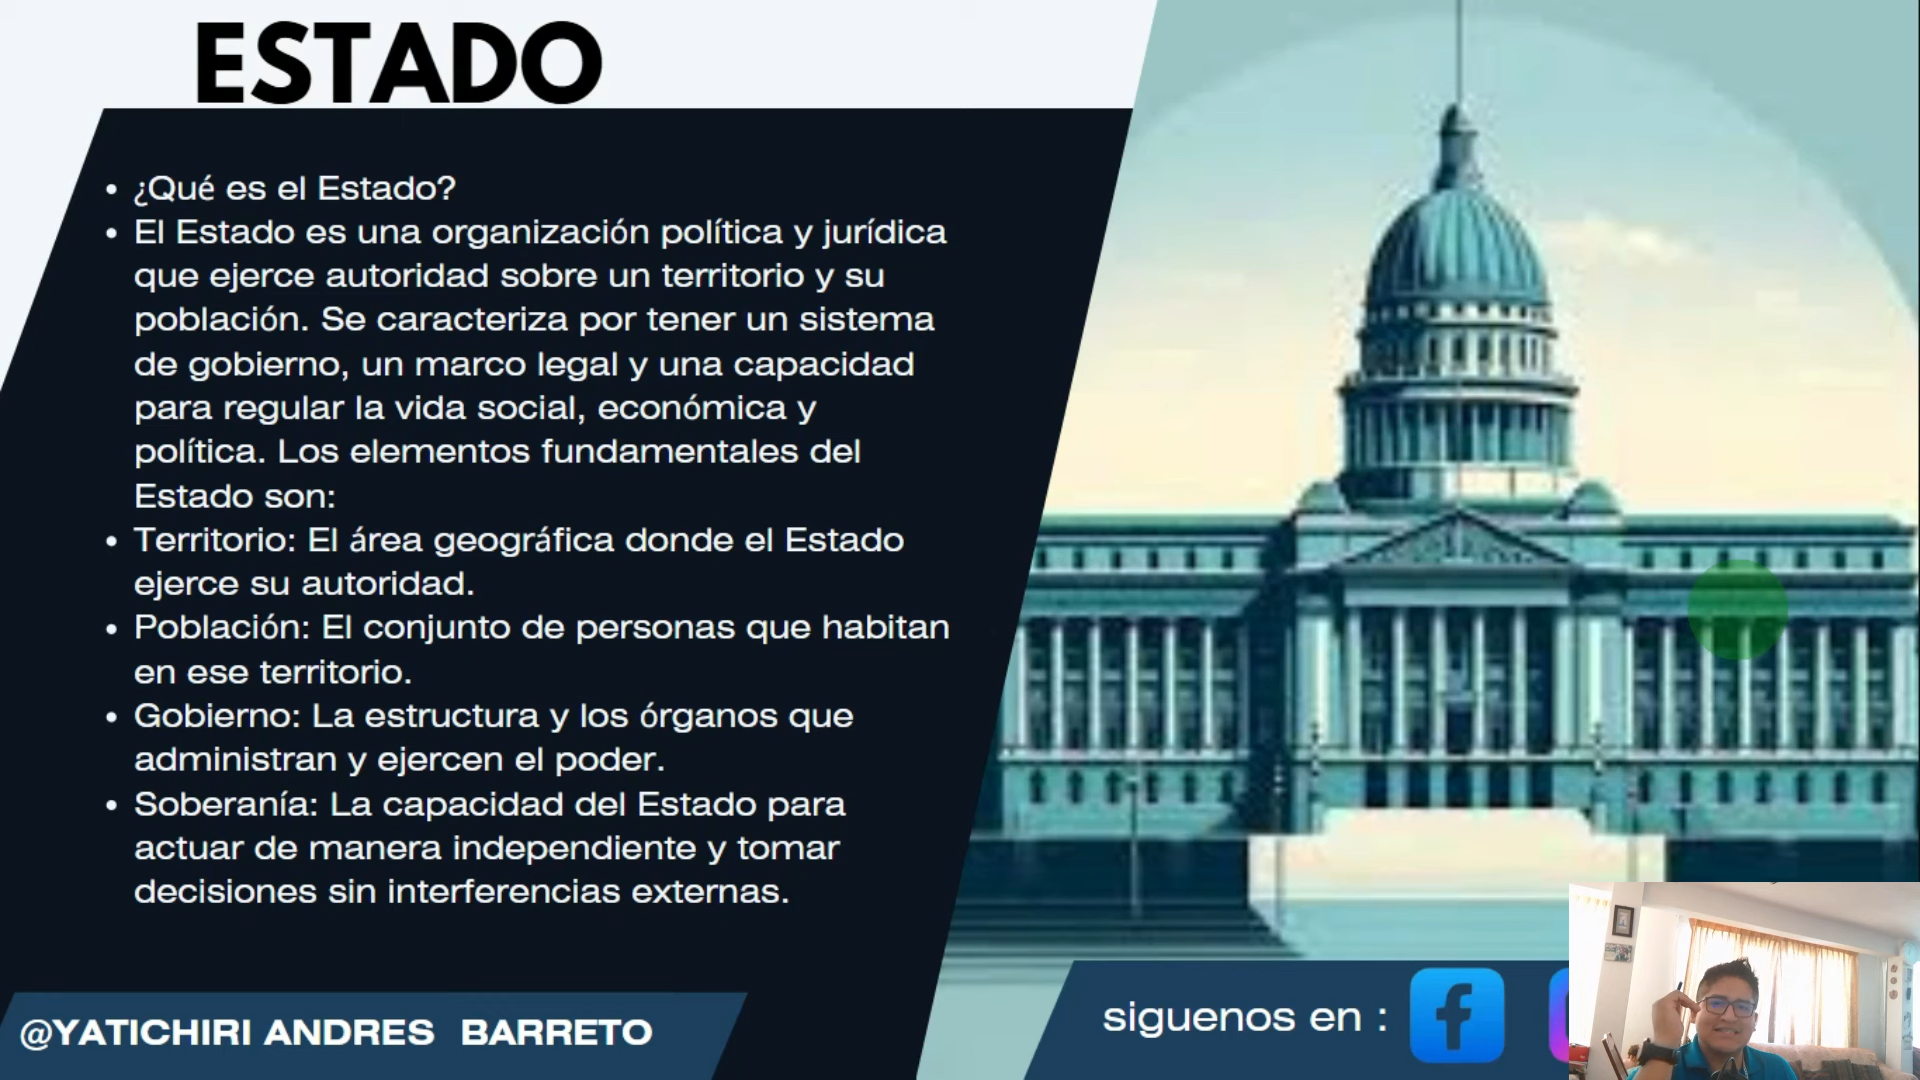 ESTADO
• ¿Qué es el Estado?
• El Estado es una organización política y jurídica
que ejerce autoridad sobre un territorio y su
población. Se caracteriza por tener un sistema
de gobierno, un marco legal y una capacidad
para regular la vida social, económica y
política. Los elementos fundamentales del
Estado son:
• Territorio: El área geográfica donde el Estado
ejerce su autoridad.
• Población: El conjunto de personas que habitan
en ese territorio.
• Gobierno: La estructura y los órganos que
administran y ejercen el poder.
• Soberanía: La capacidad del Estado para
actuar de manera independiente y tomar
decisiones sin interferencias externas.
@YATICHIRI ANDRES BARRETO
siguenos en :